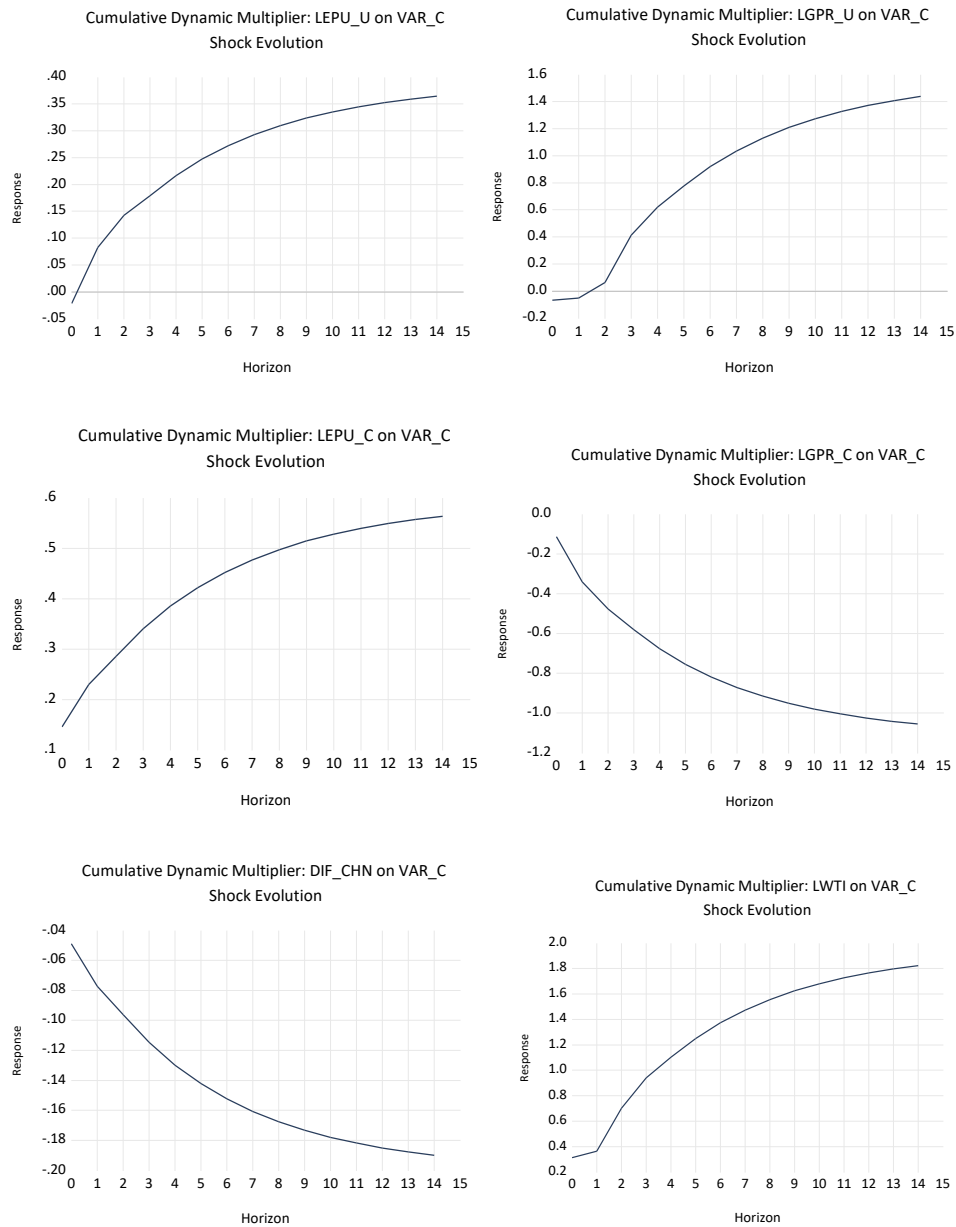 Cumulative Dynamic Multiplier: LEPU_U on VAR_C
Shock Evolution
.40
.35
.30
.25
.20
.15
.10
.05
.00
-.05
Response
0 1 2 3 4 5 6 7 8 9 10 11 12 13 14 15
Horizon
Cumulative Dynamic Multiplier: LGPR_U on VAR_C
Shock Evolution
1.6
1.4
1.2
1.0
0.8
0.6
0.4
0.2
0.0
-0.2
Response
0 1 2 3 4 5 6 7 8 9 10 11 12 13 14 15
Horizon
Cumulative Dynamic Multiplier: LEPU_C on VAR_C
Shock Evolution
.6
.5
.4
.3
.2
.1
Response
0 1 2 3 4 5 6 7 8 9 10 11 12 13 14 15
Horizon
Cumulative Dynamic Multiplier: LGPR_C on VAR_C
Shock Evolution
0.0
-0.2
-0.4
-0.6
-0.8
-1.0
-1.2
Response
0 1 2 3 4 5 6 7 8 9 10 11 12 13 14 15
Horizon
Cumulative Dynamic Multiplier: DIF_CHN on VAR_C
Shock Evolution
-.04
-.06
-.08
-.10
-.12
-.14
-.16
-.18
-.20
Response
0 1 2 3 4 5 6 7 8 9 10 11 12 13 14 15
Horizon
Cumulative Dynamic Multiplier: LWTI on VAR_C
Shock Evolution
2.0
1.8
1.6
1.4
1.2
1.0
0.8
0.6
0.4
0.2
Response
0 1 2 3 4 5 6 7 8 9 10 11 12 13 14 15
Horizon